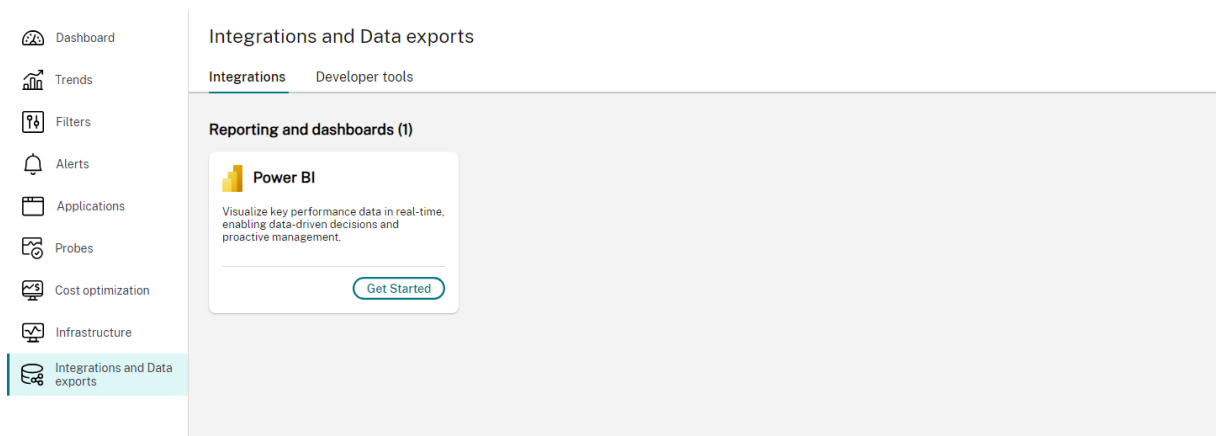 Dashboard
Trends
Filters
Alerts
Applications
Probes
Cost optimization
Infrastructure
Integrations and Data
exports
Integrations and Data exports
Integrations Developer tools
Reporting and dashboards (1)
Power BI
Visualize key performance data in real-time,
enabling data-driven decisions and
proactive management.
Get Started